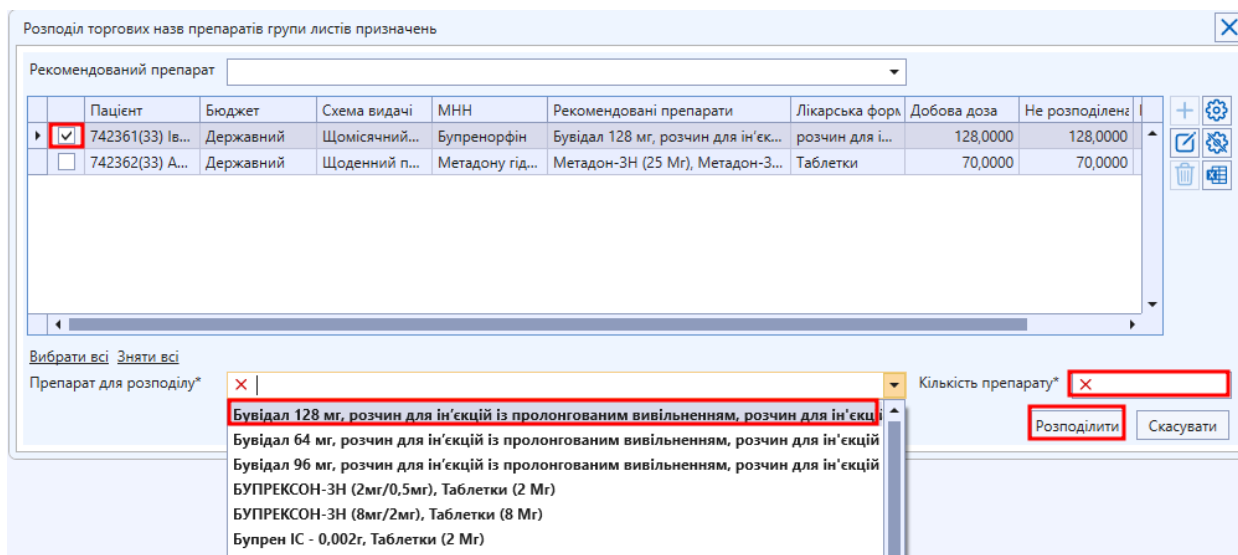 Розподіл торгових назв препаратів групи листів призначень
Рекомендований препарат
Пацієнт Бюджет Схема видачі МНН Рекомендовані препарати Лікарська форм Добова доза Не розподілена
742361(33) Ів... Державний Щомісячний... Бупренорфін Бувідал 128 мг, розчин для ін’єк... розчин для і... 128,0000 128,0000
742362(33) А... Державний Щоденний п... Метадону гід... Метадон-ЗН (25 Мг), Метадон-З... Таблетки 70,0000 70,0000
Вибрати всі Зняти всі
Препарат для розподілу* Кількість препарату*
Бувідал 128 мг, розчин для ін’єкцій із пролонгованим вивільненням, розчин для ін'єкцій
Розподілити Скасувати
Бувідал 64 мг, розчин для ін’єкцій із пролонгованим вивільненням, розчин для ін'єкцій
Бувідал 96 мг, розчин для ін’єкцій із пролонгованим вивільненням, розчин для ін'єкцій
БУПРЕКСОН-ЗН (2мг/0,5мг), Таблетки (2 Мг)
БУПРЕКСОН-ЗН (8мг/2мг), Таблетки (8 Мг)
Бупрен ІС - 0,002г, Таблетки (2 Мг)